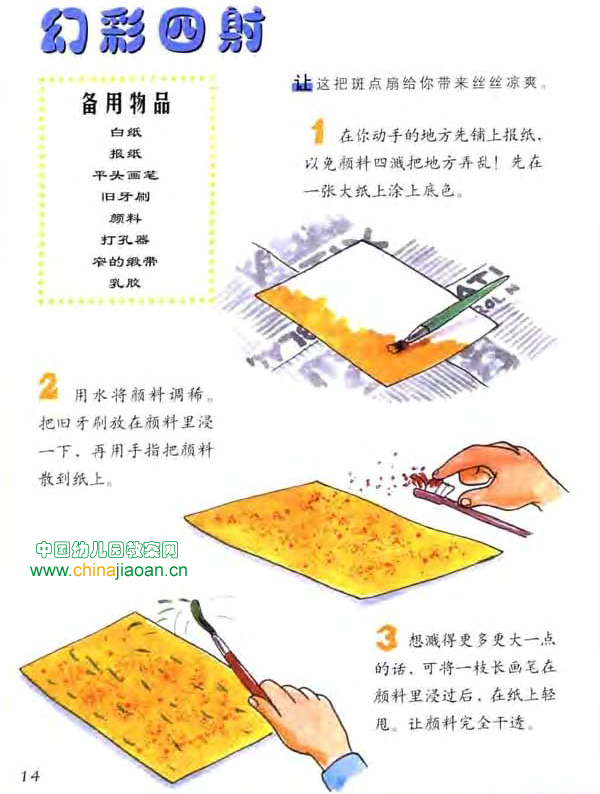 幻彩四射
备用物品
白纸
报纸
平头画笔
旧牙刷
颜料
打孔器
窄的缎带
乳胶
让这把斑点扇给你带来丝丝凉爽。
1 在你动手的地方先铺上报纸,
以免颜料四溅把地方弄乱！先在
一张大纸上涂上底色。
2 用水将颜料调稀。
把旧牙刷放在颜料里浸
一下，再用手指把颜料
散到纸上。
中国幼儿园教案网
www.chinajiaoan.cn
3 想溅得更多更大一点
的话，可将一枝长画笔在
颜料里浸过后，在纸上轻
甩。让颜料完全干透。
14